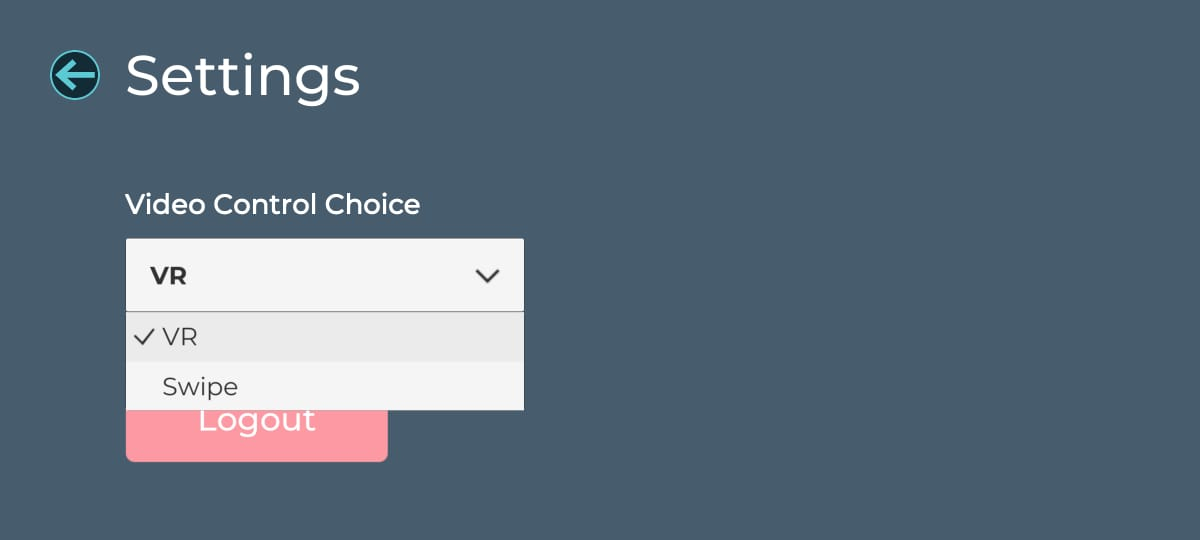 Settings
Video Control Choice
VR
VR
Swipe
Logout